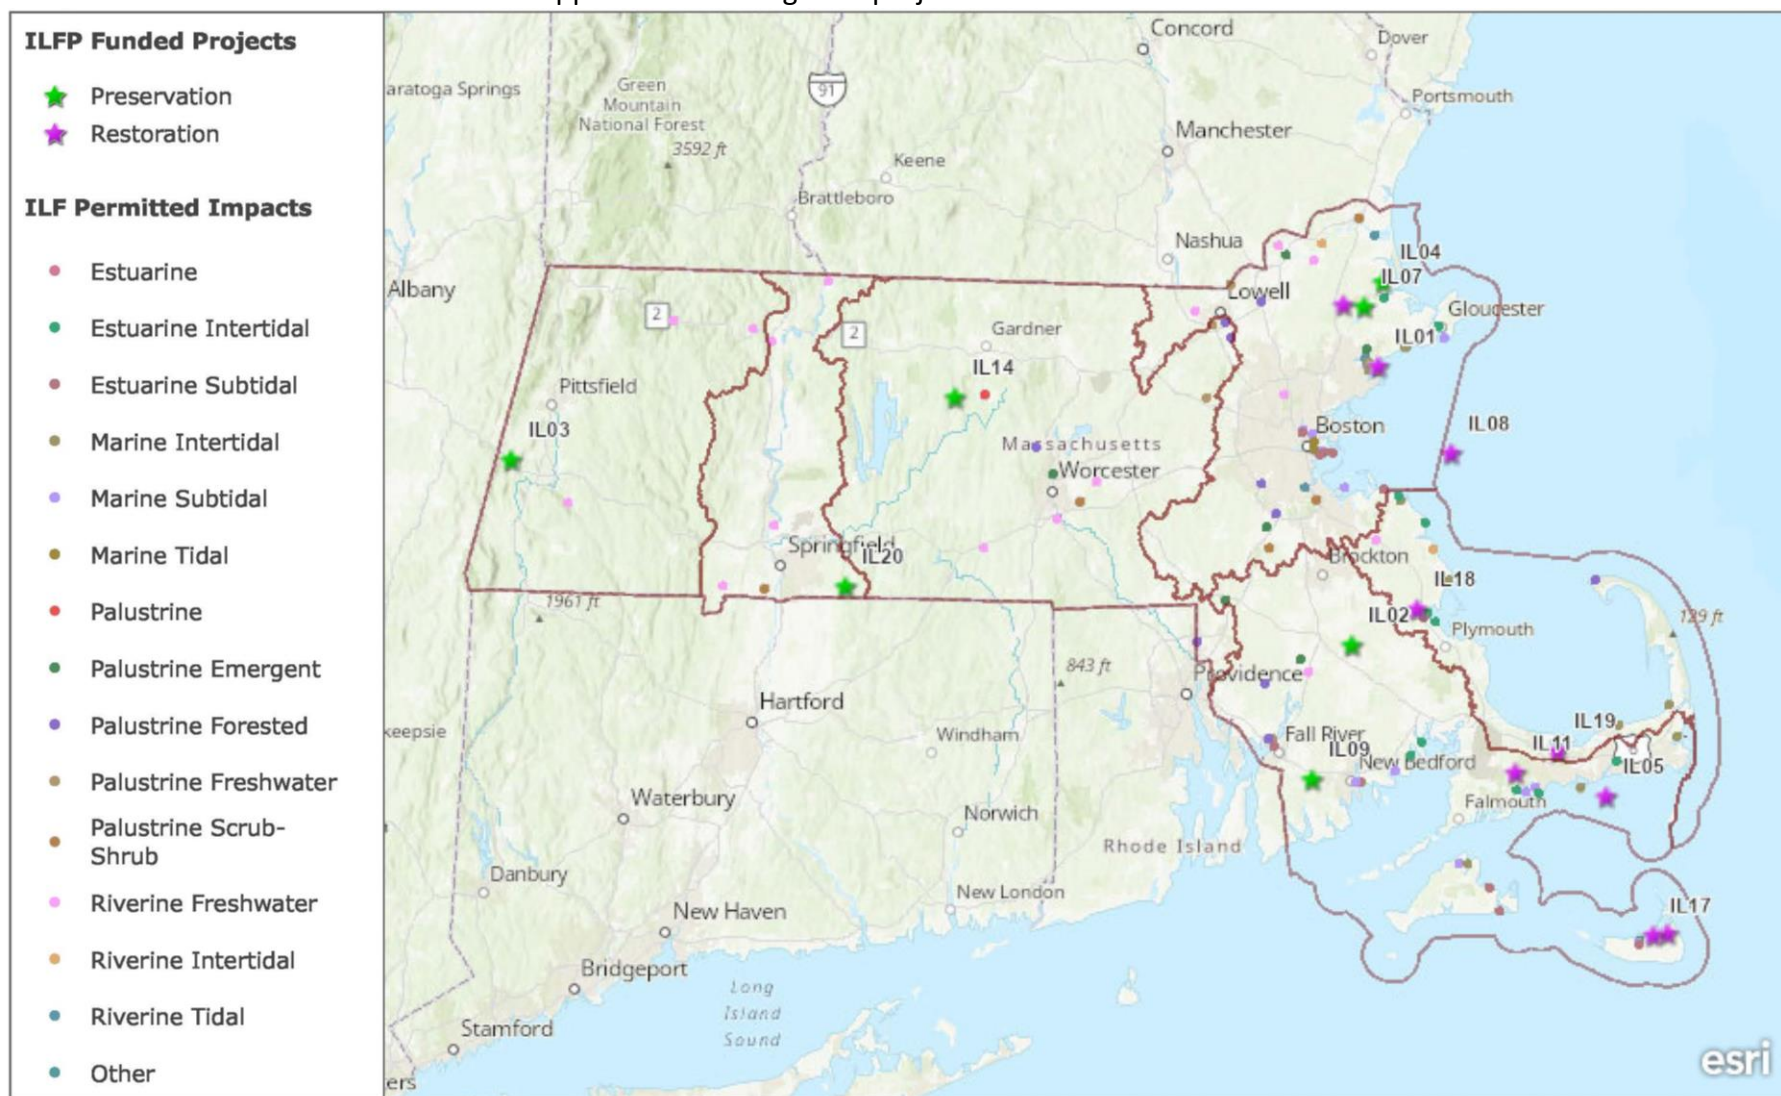 ILFP Funded Projects
Preservation
Restoration
ILF Permitted Impacts
Estuarine
Estuarine Intertidal
Estuarine Subtidal
Marine Intertidal
Marine Subtidal
Marine Tidal
Palustrine
Palustrine Emergent
Palustrine Forested
Palustrine Freshwater
Palustrine Scrub-
Shrub
Riverine Freshwater
Riverine Intertidal
Riverine Tidal
Other
Concord
Dover
aratoga Springs
Green
Mountain
National Forest
91
Portsmouth
3592 ft
Manchester
Keene
Brattleboro
Nashua
IL04
IL07
Albany
2
Lowell
Gloucester
2
Gardner
IL01
IL14
Pittsfield
IL03
Boston
IL08
Massachusetts
Worcester
Springfield
IL20
Brockton
1961 ft
IL18
IL02
Plymouth
129 ft
843 ft
Providence
Hartford
keepsie
Windham
Fall River
IL09
New Bedford
IL19
IL11
IL05
Waterbury
Norwich
Falmouth
Rhode Island
Danbury
New London
New Haven
IL17
Bridgeport
Long
Island
Sound
Stamford
ers
esri